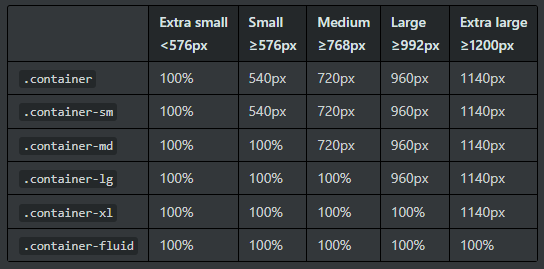 Extra small Small Medium Large Extra large
<576px ≥576px ≥768px ≥992px ≥1200px
.container 100% 540px 720px 960px 1140px
.container-sm 100% 540px 720px 960px 1140px
.container-md 100% 100% 720px 960px 1140px
.container-lg 100% 100% 100% 960px 1140px
.container-xl 100% 100% 100% 100% 1140px
.container-fluid 100% 100% 100% 100% 100%